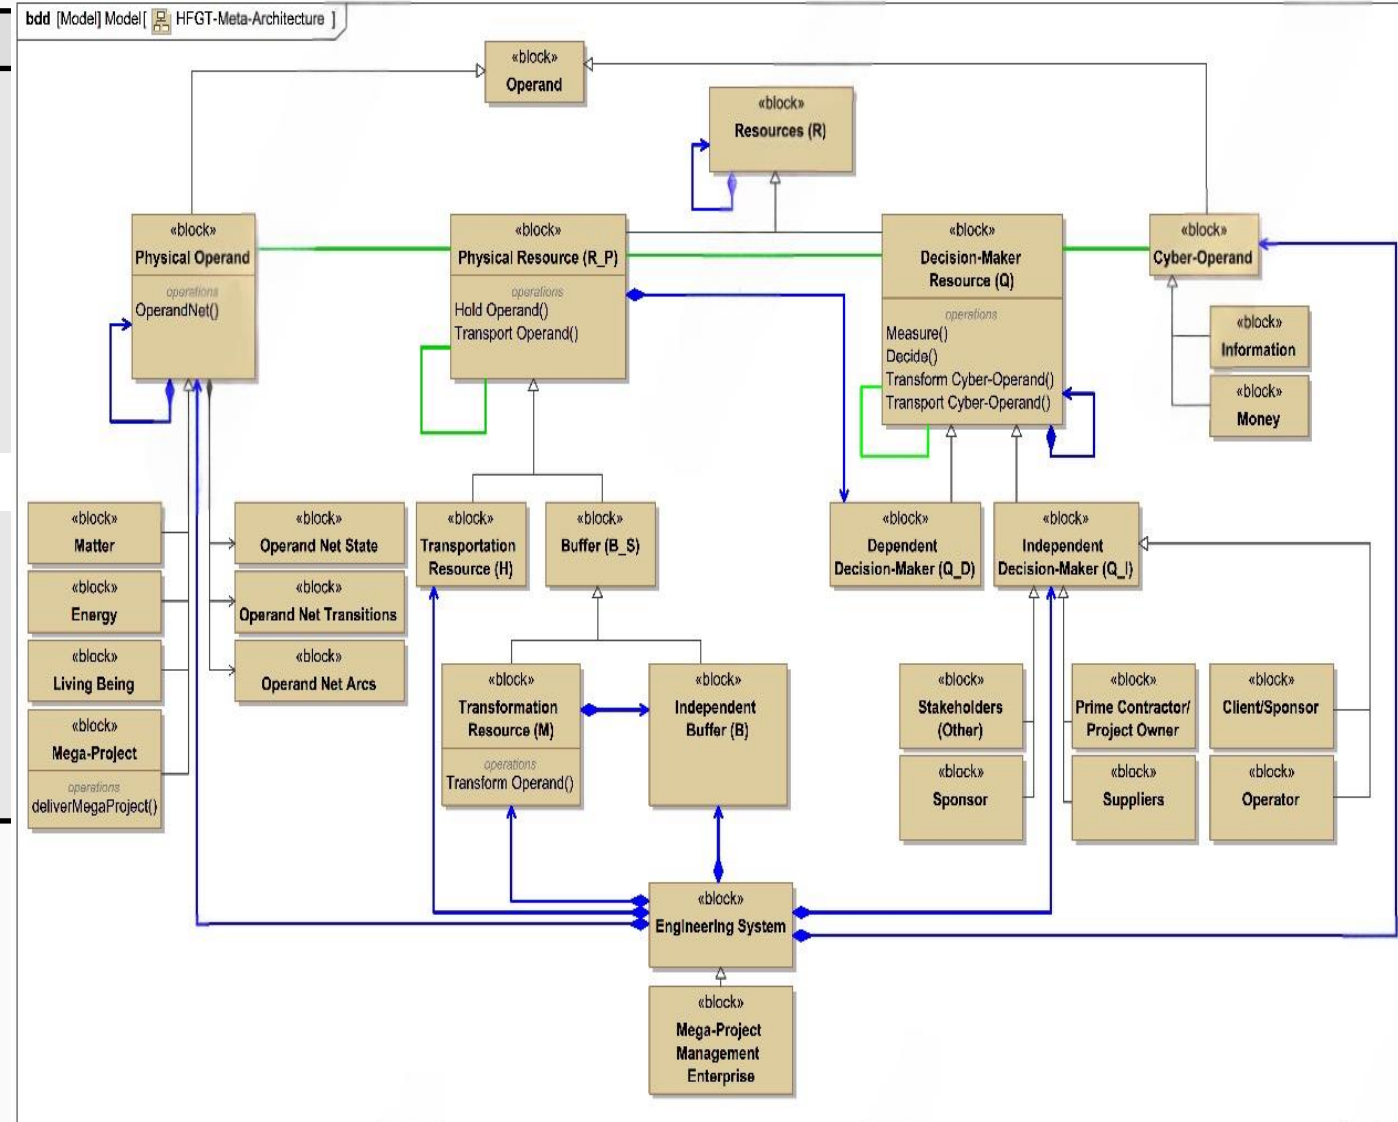 bdd [Model] Model[ HFGT-Meta-Architecture ]
«block»
Operand
«block»
Resources (R)
«block»
Physical Operand
operations
OperandNet()
«block»
Physical Resource (R_P)
operations
Hold Operand()
Transport Operand()
«block»
Decision-Maker
Resource (Q)
operations
Measure()
Decide()
Transform Cyber-Operand()
Transport Cyber-Operand()
«block»
Cyber-Operand
«block»
Information
«block»
Money
«block»
Matter
«block»
Energy
«block»
Living Being
«block»
Mega-Project
operations
deliverMegaProject()
«block»
Operand Net State
«block»
Operand Net Transitions
«block»
Operand Net Arcs
«block»
Transportation
Resource (H)
«block»
Buffer (B_S)
«block»
Dependent
Decision-Maker (Q_D)
«block»
Independent
Decision-Maker (Q_I)
«block»
Transformation
Resource (M)
operations
Transform Operand()
«block»
Independent
Buffer (B)
«block»
Stakeholders
(Other)
«block»
Prime Contractor/
Project Owner
«block»
Client/Sponsor
«block»
Sponsor
«block»
Suppliers
«block»
Operator
«block»
Engineering System
«block»
Mega-Project
Management
Enterprise